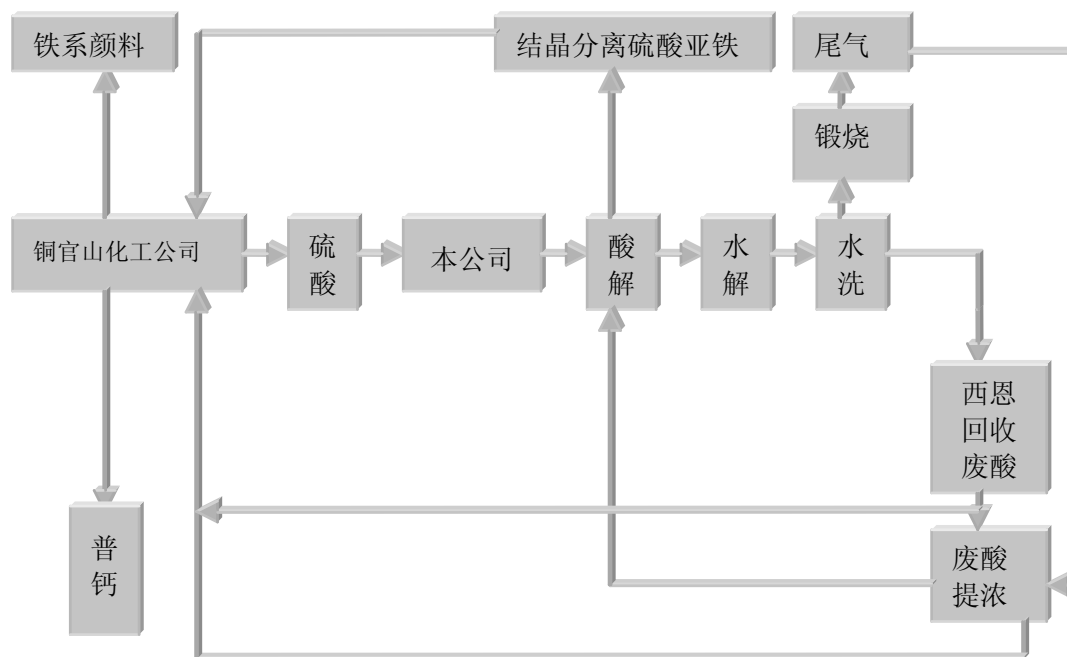 铁系颜料
结晶分离硫酸亚铁
尾气
锻烧
铜官山化工公司
硫
酸
本公司
酸
解
水
解
水
洗
西恩
回收
废酸
普
钙
废酸
提浓